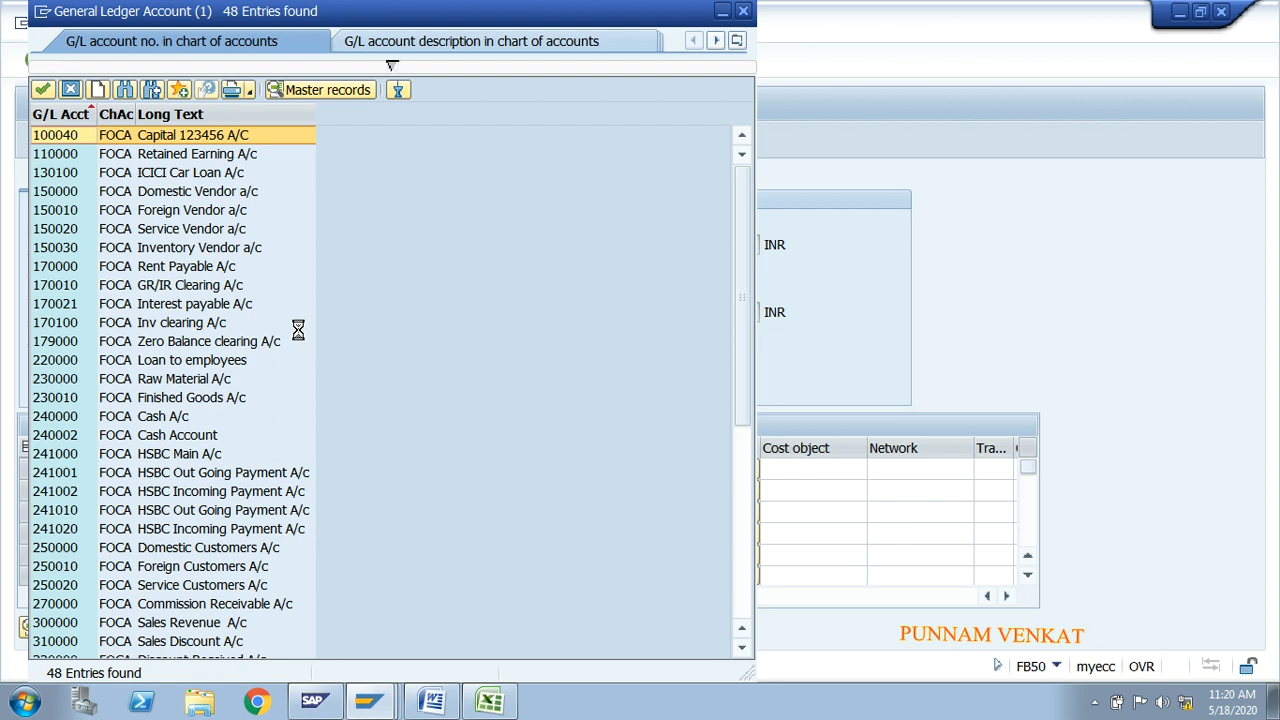 General Ledger Account (1)   48 Entries found
G/L account no. in chart of accounts   G/L account description in chart of accounts
Master records
G/L Acct ChAc Long Text
100040 FOCA Capital 123456 A/C
110000 FOCA Retained Earning A/c
130100 FOCA ICICI Car Loan A/c
150000 FOCA Domestic Vendor a/c
150010 FOCA Foreign Vendor a/c
150020 FOCA Service Vendor a/c
150030 FOCA Inventory Vendor a/c
170000 FOCA Rent Payable A/c
170010 FOCA GR/IR Clearing A/c
170021 FOCA Interest payable A/c
170100 FOCA Inv clearing A/c
179000 FOCA Zero Balance clearing A/c
220000 FOCA Loan to employees
230000 FOCA Raw Material A/c
230010 FOCA Finished Goods A/c
240000 FOCA Cash A/c
240002 FOCA Cash Account
241000 FOCA HSBC Main A/c
241001 FOCA HSBC Out Going Payment A/c
241002 FOCA HSBC Incoming Payment A/c
241010 FOCA HSBC Out Going Payment A/c
241020 FOCA HSBC Incoming Payment A/c
250000 FOCA Domestic Customers A/c
250010 FOCA Foreign Customers A/c
250020 FOCA Service Customers A/c
270000 FOCA Commission Receivable A/c
300000 FOCA Sales Revenue A/c
310000 FOCA Sales Discount A/c
48 Entries found
INR
INR
Cost object Network Tra...
PUNNAM VENKAT
FB50 myecc OVR
SAP
11:20 AM
5/18/2020